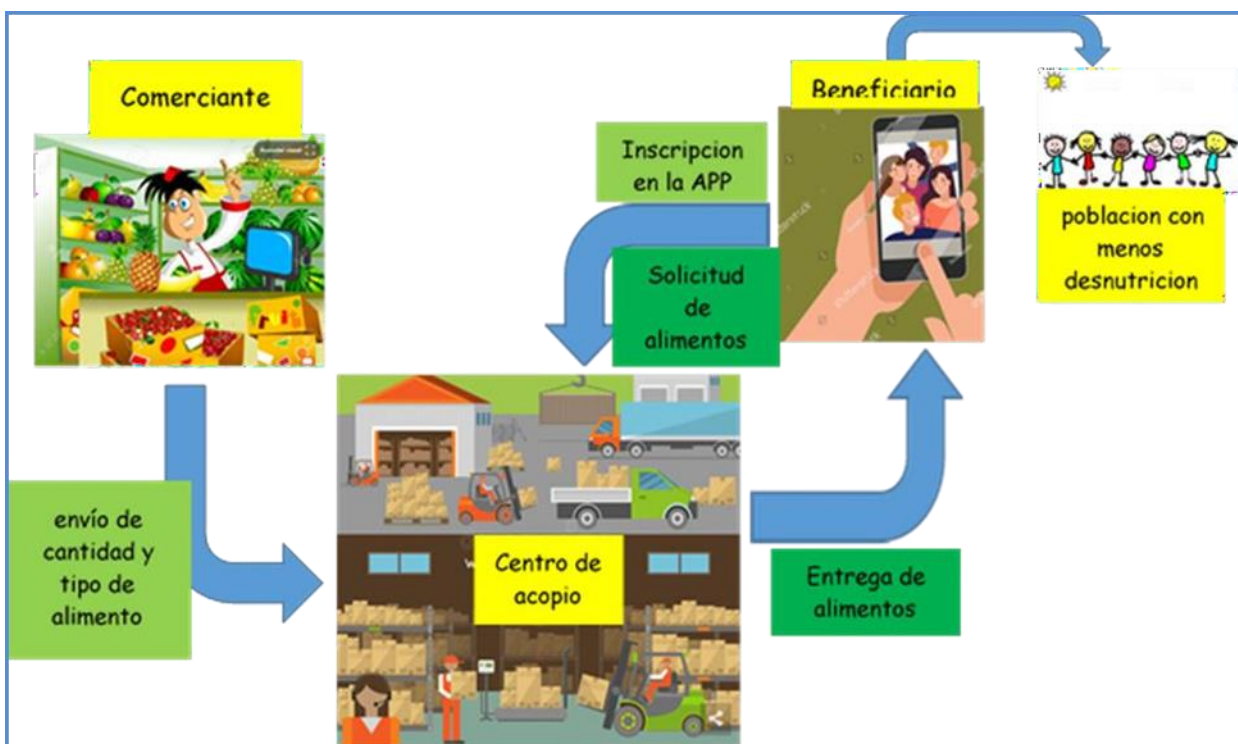 Comerciante
Beneficiario
Inscripcion
en la APP
Solicitud
de
alimentos
poblacion con
menos
desnutricion
envío de
cantidad y
tipo de
alimento
Centro de
acopio
Entrega de
alimentos